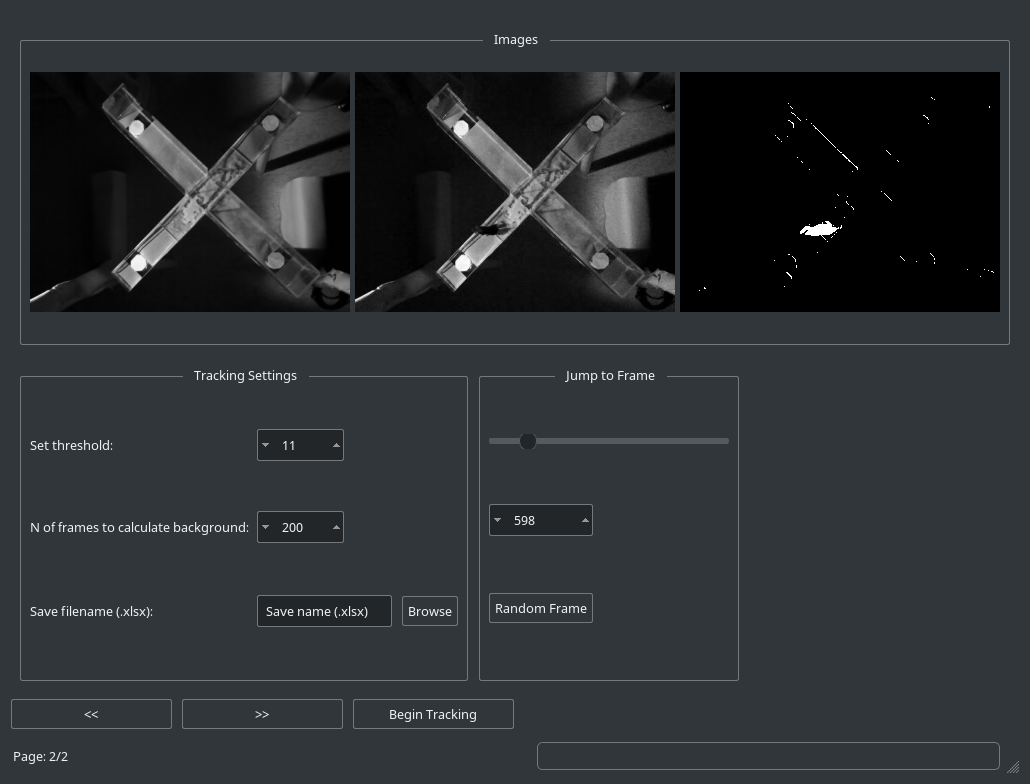 Images
Tracking Settings
Jump to Frame
Set threshold:
11
N of frames to calculate background:
200
598
Save filename (.xlsx):
Save name (.xlsx)
Browse
Random Frame
<<
>>
Begin Tracking
Page: 2/2